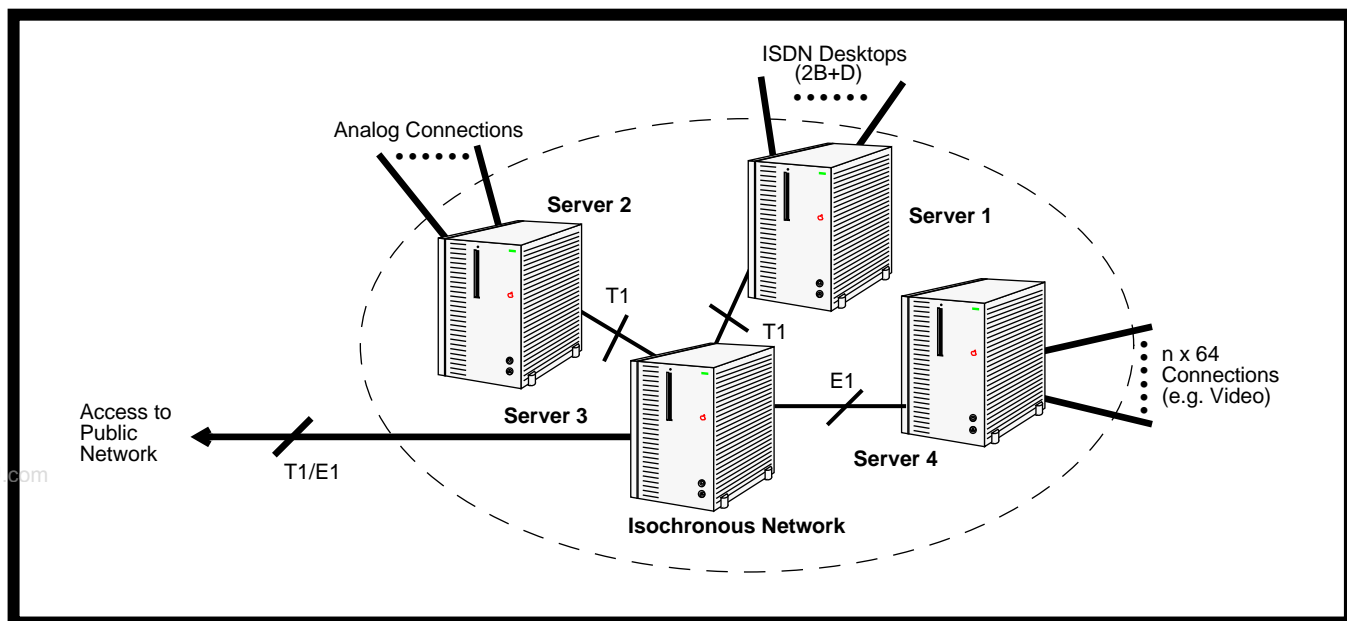 ISDN Desktops
(2B+D)
Analog Connections
Server 2
Server 1
T1
T1
n x 64
Connections
(e.g. Video)
E1
Access to
Public
Network
Server 3
Server 4
T1/E1
.com
Isochronous Network